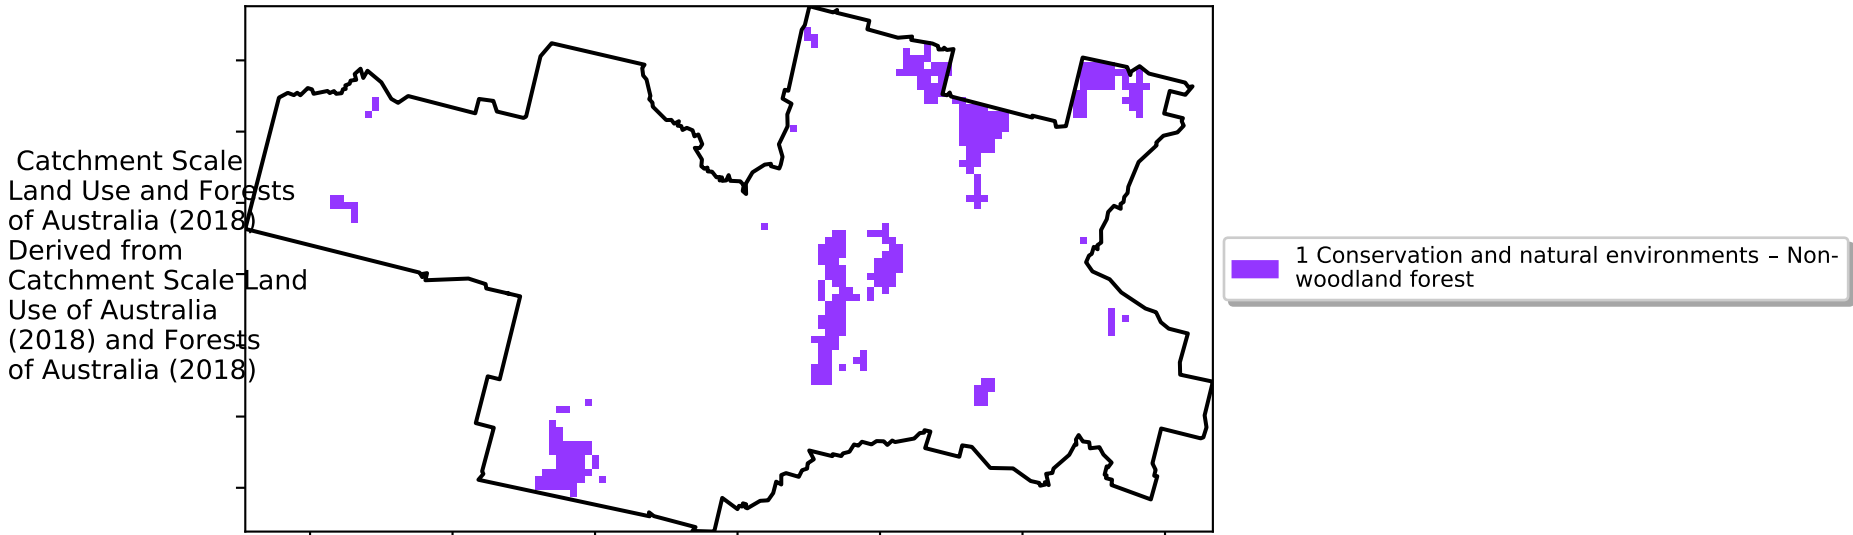 Catchment Scale
Land Use and Forests
of Australia (2018)
Derived from
Catchment Scale Land
Use of Australia
(2018) and Forests
of Australia (2018)
1 Conservation and natural environments – Non-
woodland forest